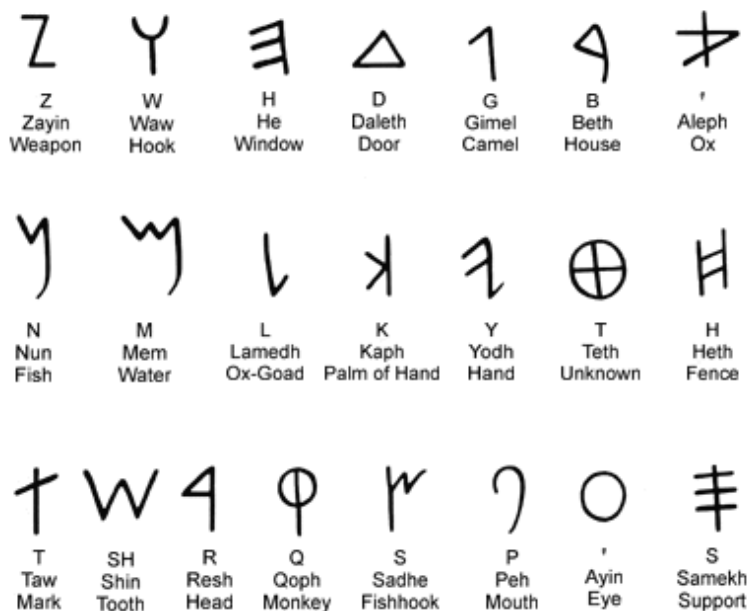 𐤀 𐤁 𐤂 𐤃 𐤄 𐤅 𐤆
Z W H D G B '
Zayin Waw He Daleth Gimel Beth Aleph
Weapon Hook Window Door Camel House Ox
𐤇 𐤈 𐤉 𐤊 𐤋 𐤌 𐤍
N M L K Y T H
Nun Mem Lamedh Kaph Yodh Teth Heth
Fish Water Ox-Goad Palm of Hand Hand Unknown Fence
𐤎 𐤏 𐤐 𐤑 𐤒 𐤓 𐤔 𐤕
T SH R Q S P ' S
Taw Shin Resh Qoph Sadhe Peh Ayin Samekh
Mark Tooth Head Monkey Fishhook Mouth Eye Support